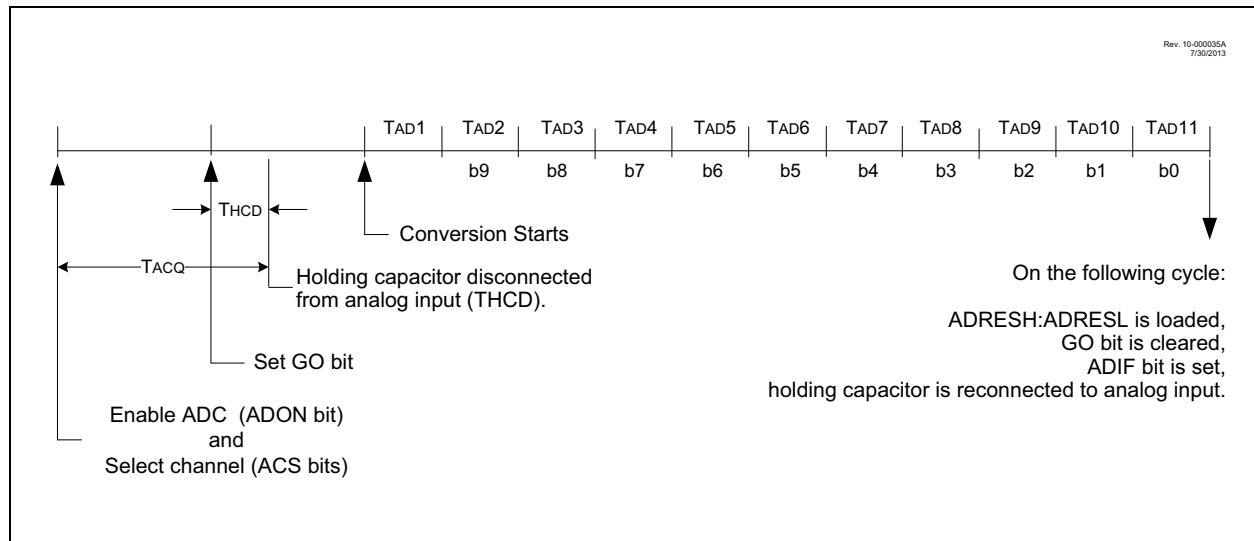 Rev. 10-000035A
7/30/2013
TAD1 TAD2 TAD3 TAD4 TAD5 TAD6 TAD7 TAD8 TAD9 TAD10 TAD11
b9 b8 b7 b6 b5 b4 b3 b2 b1 b0
THCD
Conversion Starts
TACQ
Holding capacitor disconnected
from analog input (THCD).
Set GO bit
Enable ADC (ADON bit)
and
Select channel (ACS bits)
On the following cycle:
ADRESH:ADRESL is loaded,
GO bit is cleared,
ADIF bit is set,
holding capacitor is reconnected to analog input.